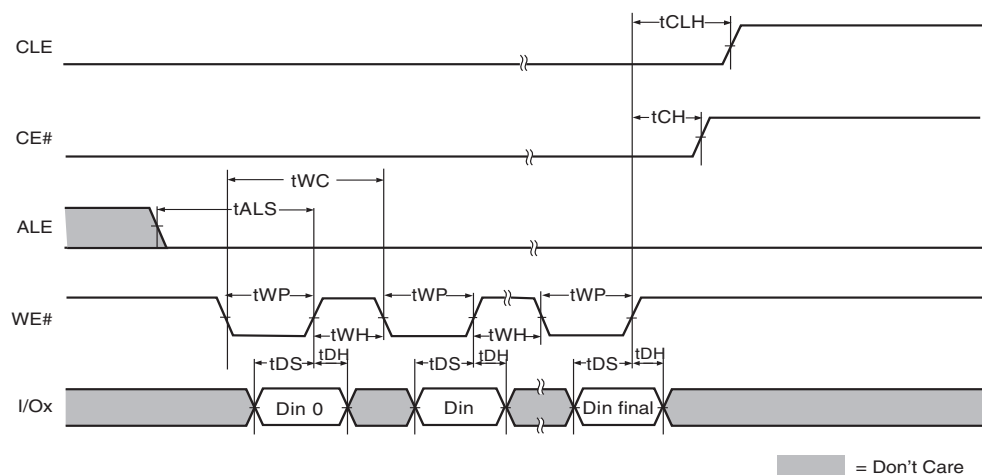 tCLH
CLE
tCH
CE#
tWC
tALS
ALE
tWP tWP tWP
WE#
tWH tWH
tDS tDH tDS tDH tDS tDH
I/Ox Din 0 Din Din final
= Don't Care